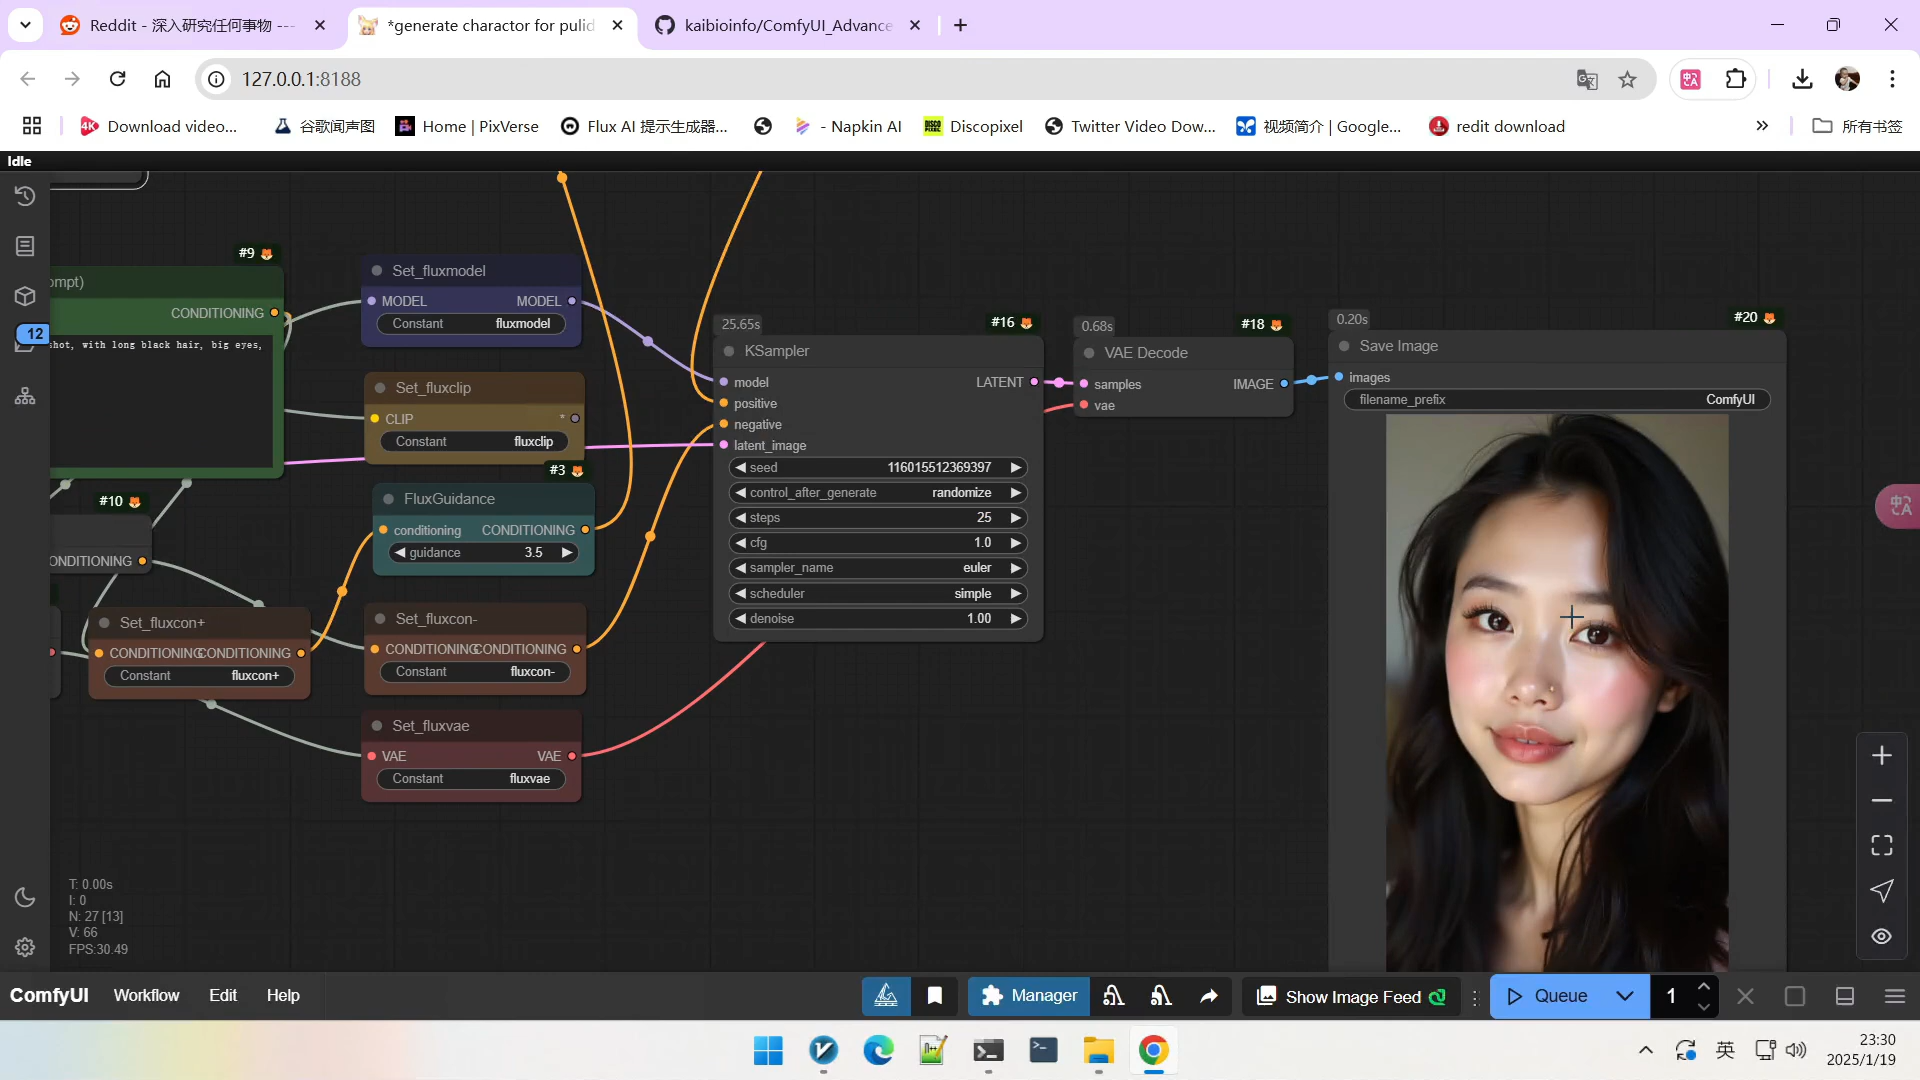 Reddit - 深入研究任何事物 ---
*generate charactor for pulid
kaibioinfo/ComfyUI_Advance
127.0.0.1:8188
Download video...
谷歌闻声图
Home | PixVerse
Flux AI 提示生成器...
- Napkin AI
Discopixel
Twitter Video Dow...
视频简介 | Google...
redit download
所有书签
Idle
12
#9
ompt)
CONDITIONING
shot, with long black hair, big eyes,
#10
ONDITIONING
Set_fluxcon+
CONDITIONING CONDITIONING
Constant fluxcon+
Set_fluxmodel
MODEL MODEL
Constant fluxmodel
Set_fluxclip
CLIP *
Constant fluxclip
#3
FluxGuidance
conditioning CONDITIONING
guidance 3.5
Set_fluxcon-
CONDITIONING CONDITIONING
Constant fluxcon-
Set_fluxvae
VAE VAE
Constant fluxvae
25.65s
#16
KSampler
model LATENT
positive
negative
latent_image
seed 116015512369397
control_after_generate randomize
steps 25
cfg 1.0
sampler_name euler
scheduler simple
denoise 1.00
0.68s
#18
VAE Decode
samples IMAGE
vae
0.20s
#20
Save Image
images
filename_prefix ComfyUI
T: 0.00s
I: 0
N: 27 [13]
V: 66
FPS:30.49
ComfyUI Workflow Edit Help
Manager
Show Image Feed
Queue
1
英
23:30
2025/1/19